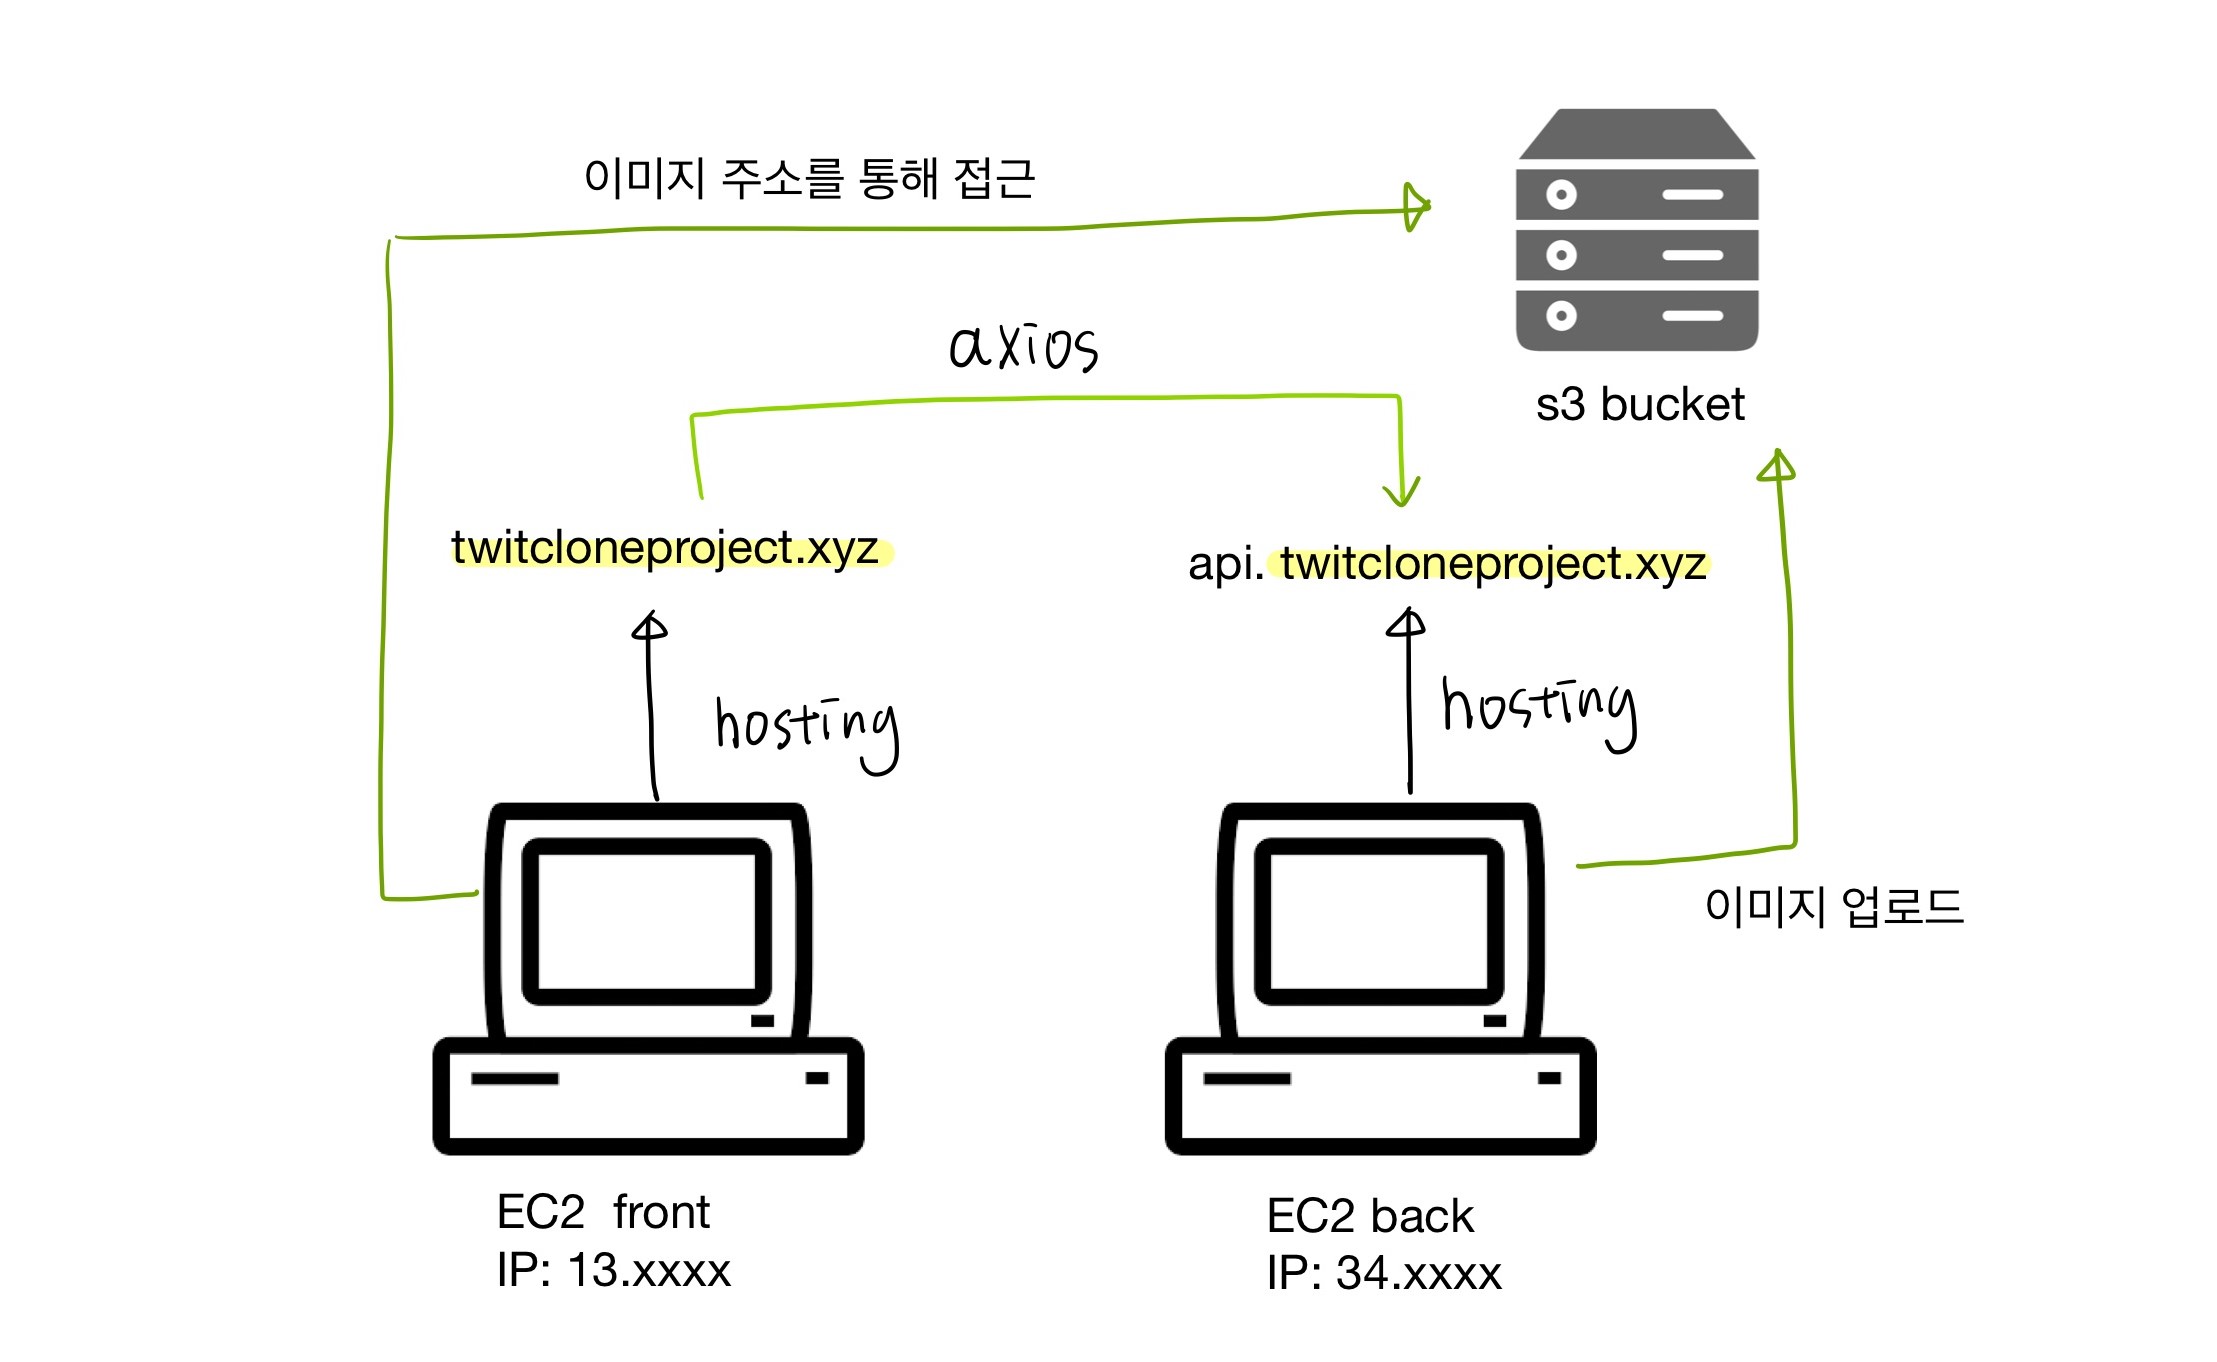 이미지 주소를 통해 접근
axios
s3 bucket
twitcloneproject.xyz
api. twitcloneproject.xyz
hosting
hosting
이미지 업로드
EC2 front
IP: 13.xxxx
EC2 back
IP: 34.xxxx